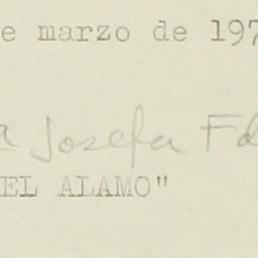 e marzo de 197
a Josefa Fd
EL ALAMO"